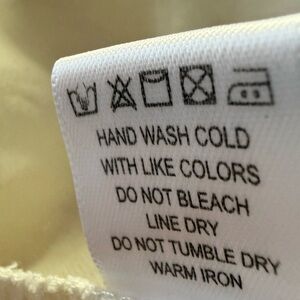 HAND WASH COLD
WITH LIKE COLORS
DO NOT BLEACH
LINE DRY
DO NOT TUMBLE DRY
WARM IRON